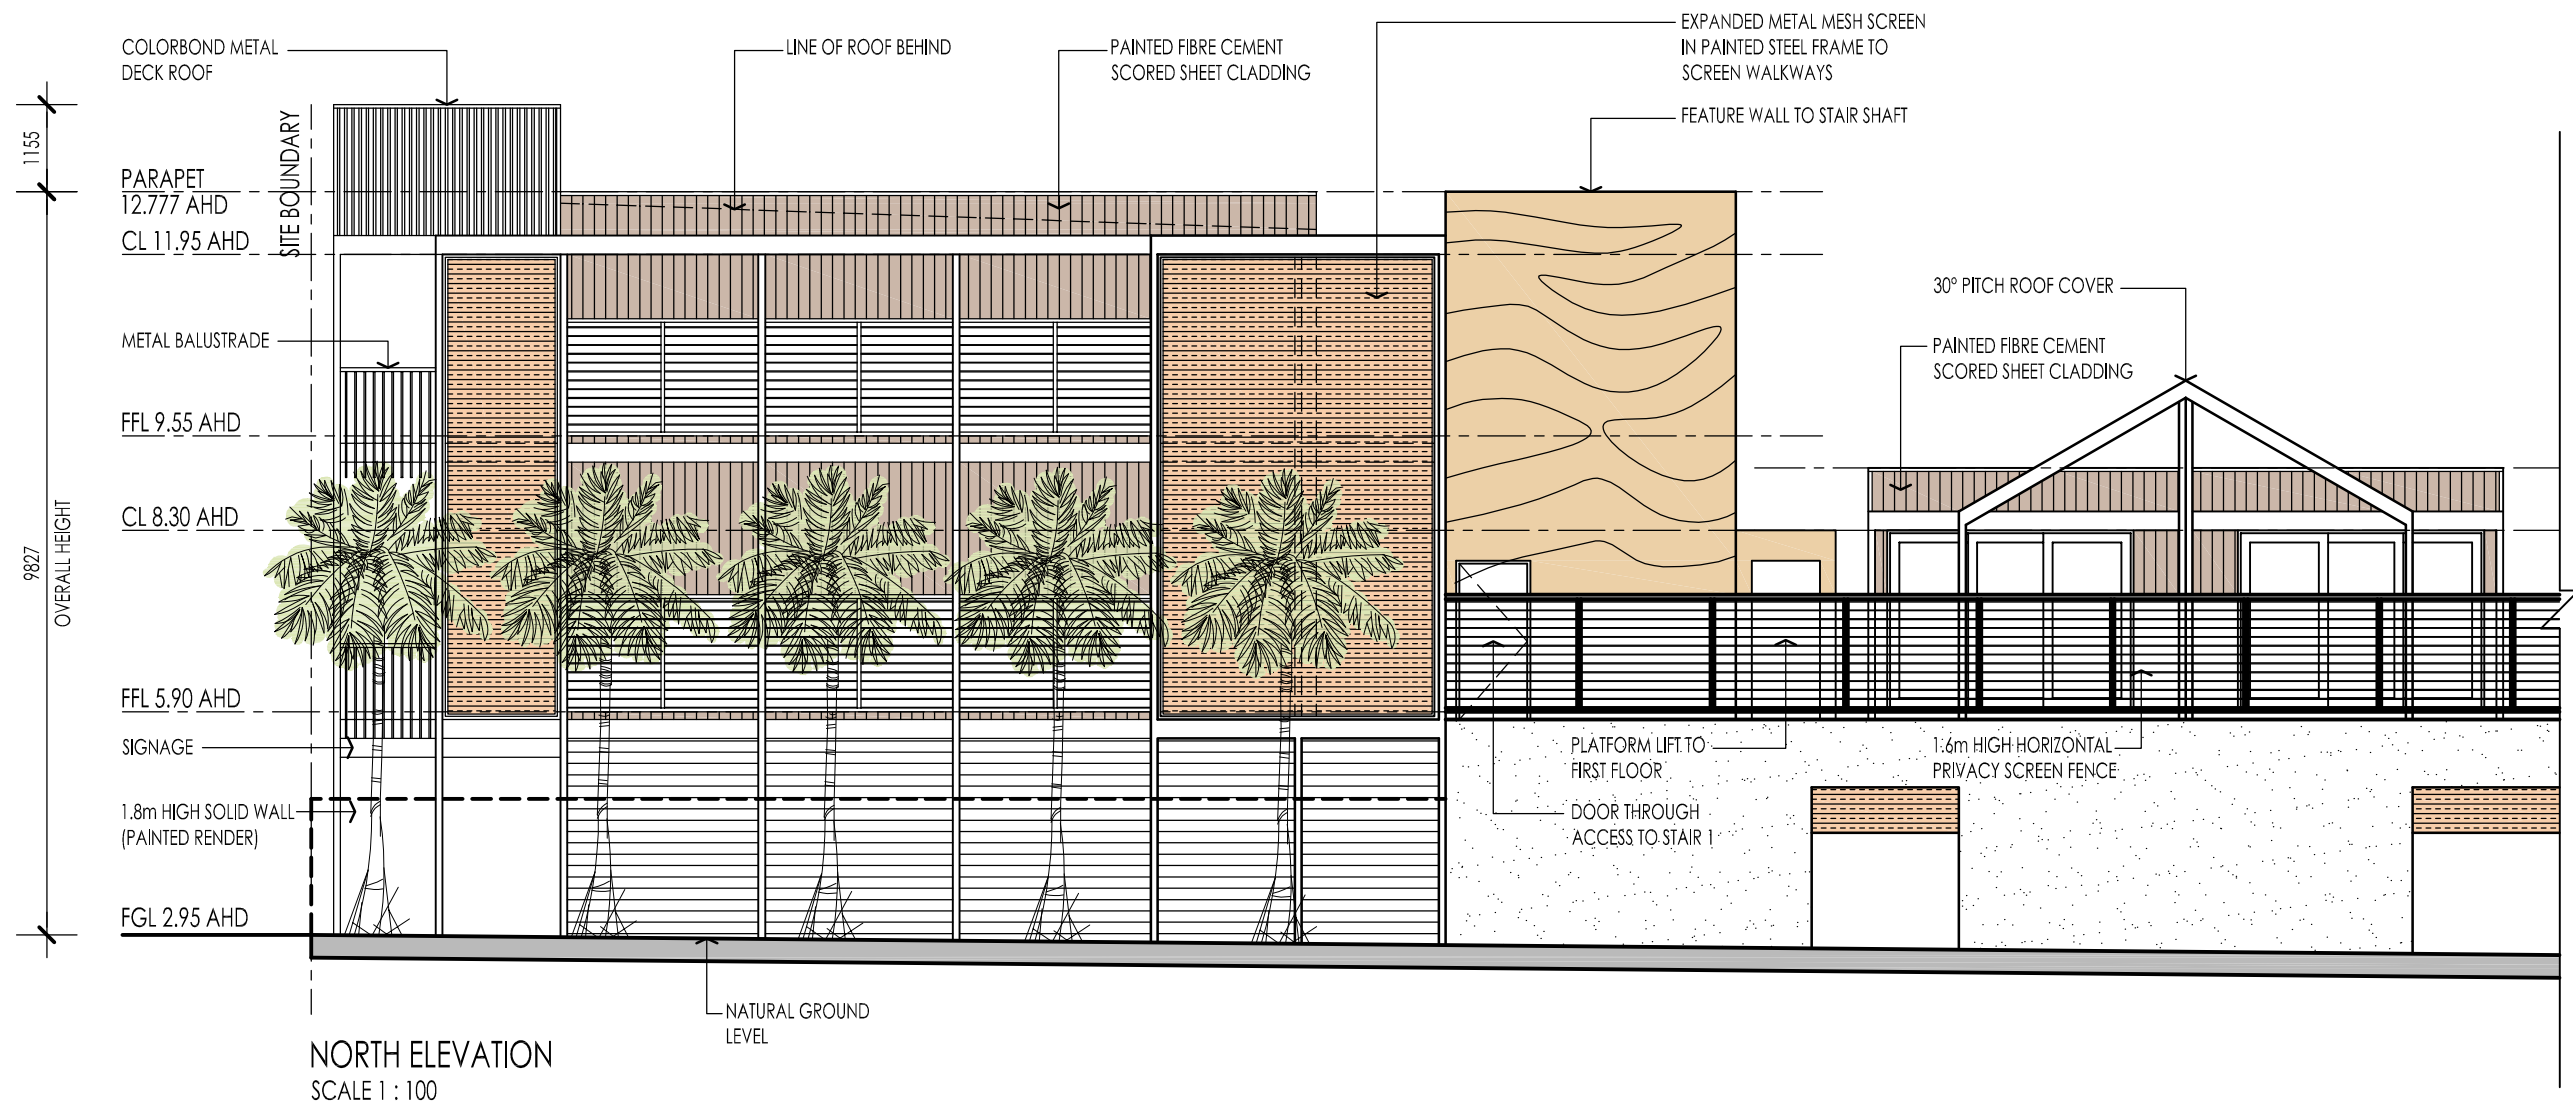 COLORBOND METAL
DECK ROOF
LINE OF ROOF BEHIND
PAINTED FIBRE CEMENT
SCORED SHEET CLADDING
EXPANDED METAL MESH SCREEN
IN PAINTED STEEL FRAME TO
SCREEN WALKWAYS
FEATURE WALL TO STAIR SHAFT
1155
SITE BOUNDARY
PARAPET
12.777 AHD
CL 11.95 AHD
30º PITCH ROOF COVER
METAL BALUSTRADE
PAINTED FIBRE CEMENT
SCORED SHEET CLADDING
FFL 9.55 AHD
CL 8.30 AHD
9827
OVERALL HEIGHT
FFL 5.90 AHD
SIGNAGE
PLATFORM LIFT TO
FIRST FLOOR
1.6m HIGH HORIZONTAL
PRIVACY SCREEN FENCE
1.8m HIGH SOLID WALL
(PAINTED RENDER)
DOOR THROUGH
ACCESS TO STAIR 1
FGL 2.95 AHD
NATURAL GROUND
LEVEL
NORTH ELEVATION
SCALE 1 : 100